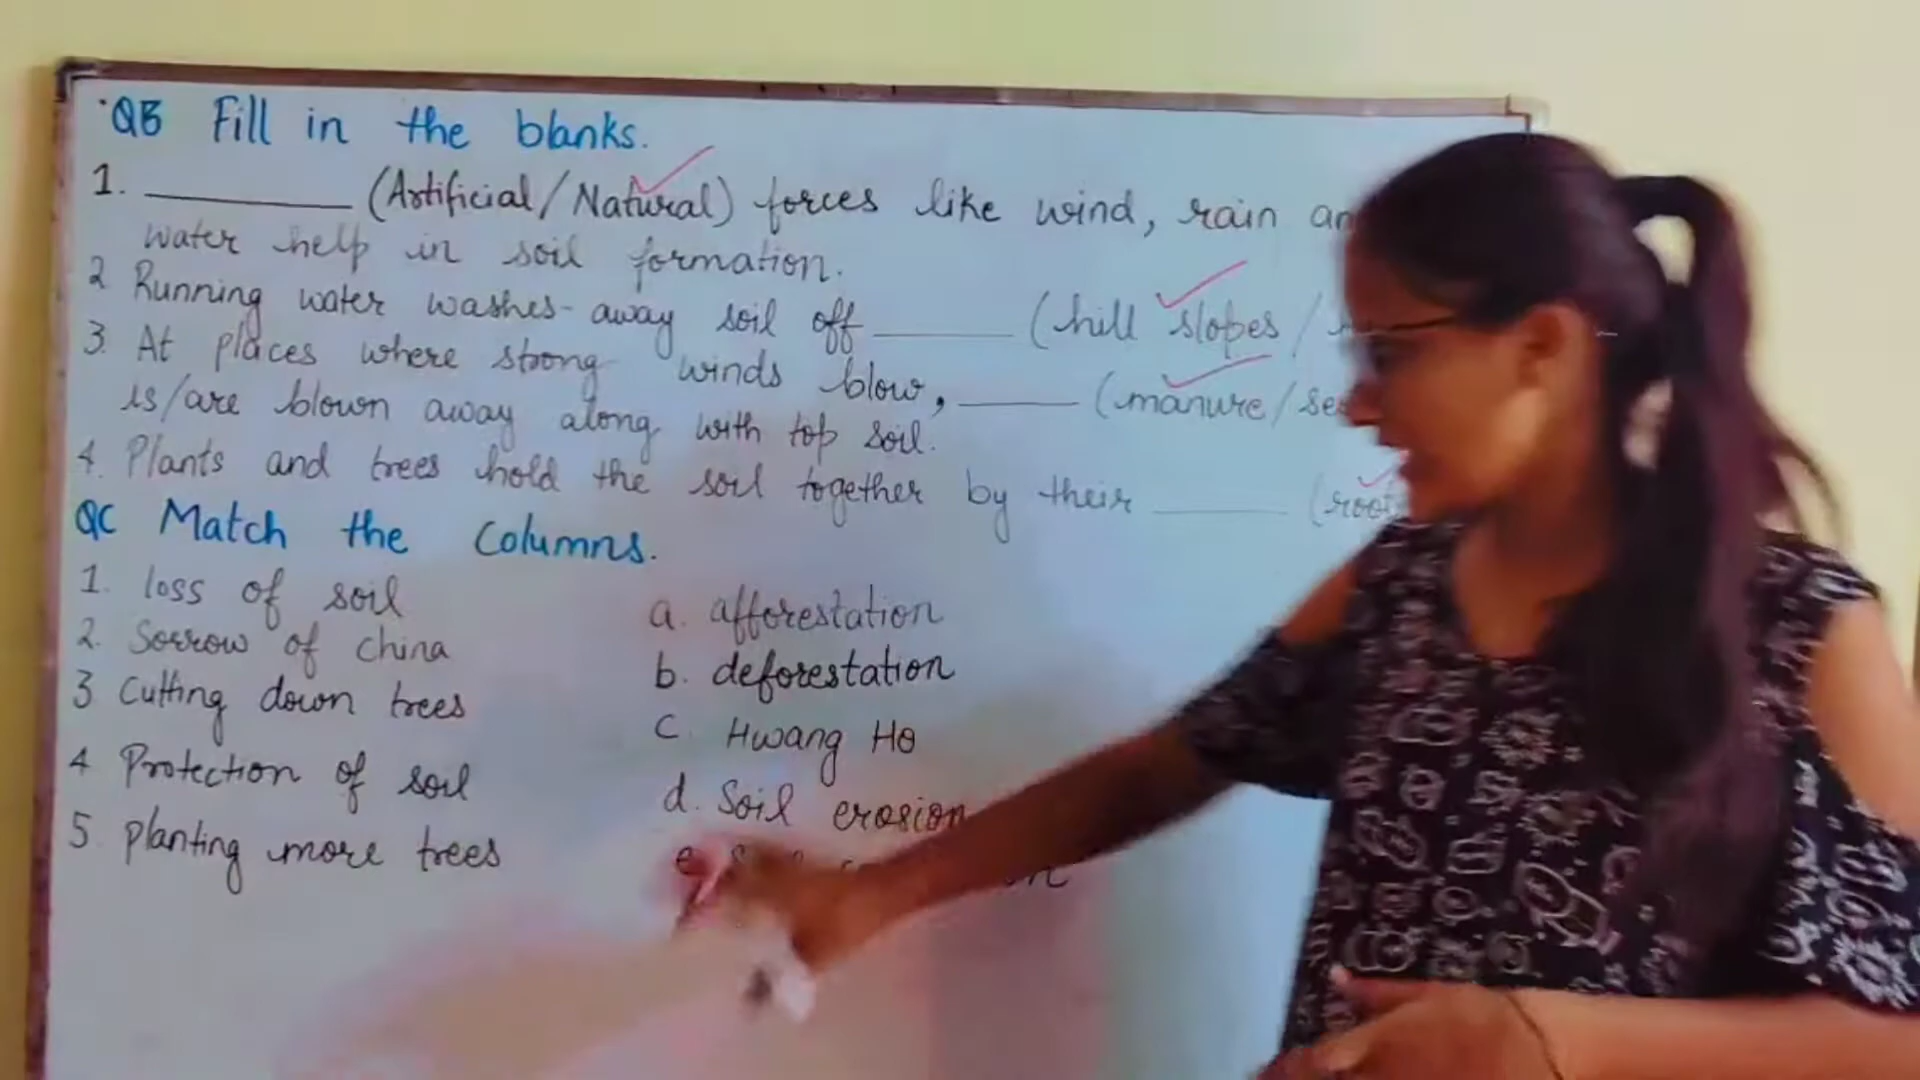 QB Fill in the blanks.
1. ________ (Artificial/Natural) forces like wind, rain
water help in soil formation.
2 Running water washes-away soil off ______ (hill slopes /
3. At places where strong winds blow, ______ (manure/
is/are blown away along with top soil.
4. Plants and trees hold the soil together by their ______
QC Match the Columns.
1. loss of soil
a. afforestation
2. Sorrow of china
b. deforestation
3 Cutting down trees
c. Hwang Ho
4 Protection of soil
d. Soil erosion
5. planting more trees
e